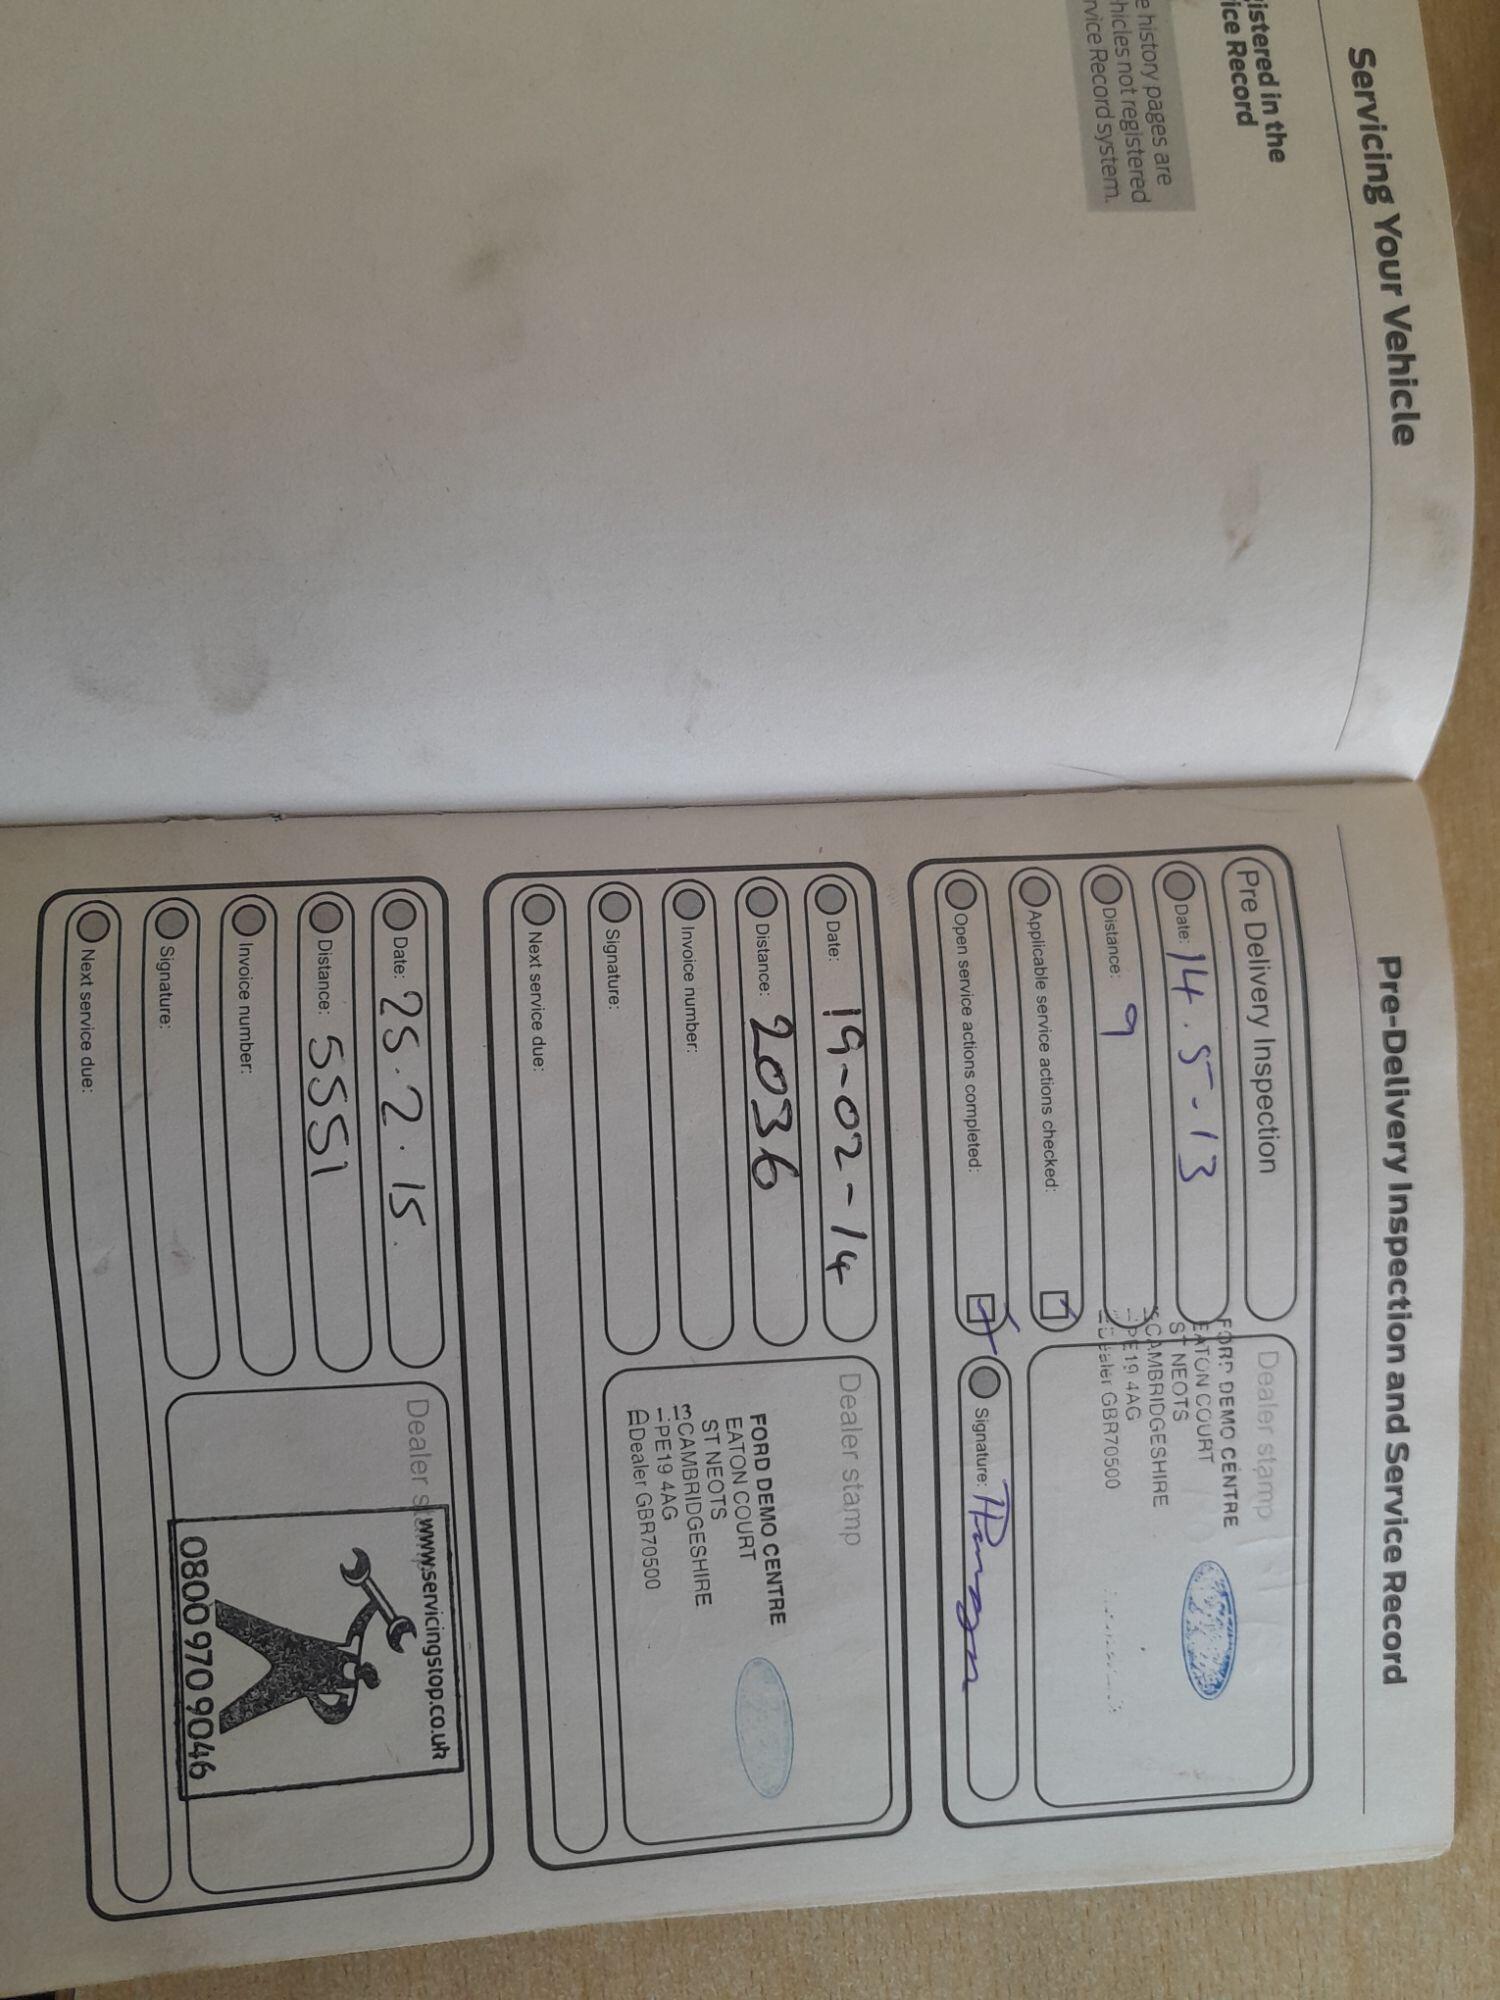 Servicing Your Vehicle
istered in the
ice Record
e history pages are
hicles not registered
rvice Record system.
Pre-Delivery Inspection and Service Record
Pre Delivery Inspection
Date: 14.5-13
Distance: 9
Applicable service actions checked:
Open service actions completed:
Dealer stamp
FORD DEMO CENTRE
EATON COURT
ST NEOTS
CAMBRIDGESHIRE
PE19 4AG
Dealer GBR70500
Signature:
Date: 19-02-14
Distance: 2036
Invoice number:
Signature:
Next service due:
Dealer stamp
FORD DEMO CENTRE
EATON COURT
ST NEOTS
CAMBRIDGESHIRE
PE19 4AG
Dealer GBR70500
Date: 25.2.15.
Distance: 5551
Invoice number:
Signature:
Next service due:
Dealer stamp
www.servicingstop.co.uk
0800 970 9046